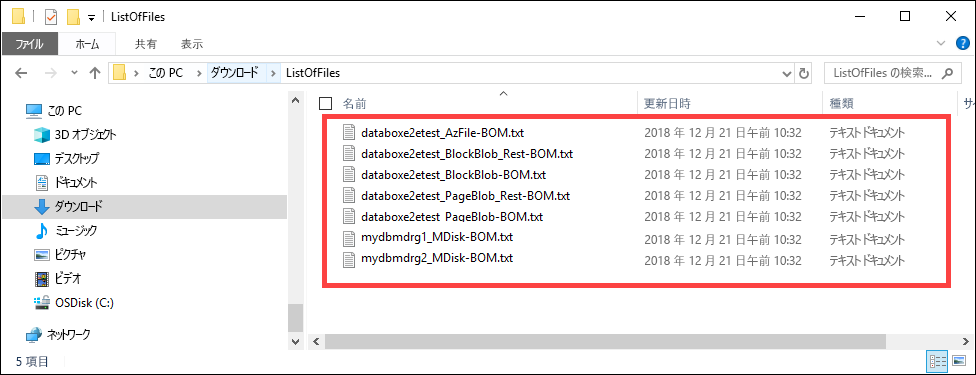 ListOfFiles
ファイル ホーム 共有 表示
この PC ダウンロード ListOfFiles ListOfFiles の検索...
名前 更新日時 種類 サイ
この PC
3D オブジェクト
デスクトップ
ドキュメント
ダウンロード
ミュージック
ピクチャ
ビデオ
OSDisk (C:)
ネットワーク
databoxe2etest_AzFile-BOM.txt 2018 年 12 月 21 日午前 10:32 テキストドキュメント
databoxe2etest_BlockBlob_Rest-BOM.txt 2018 年 12 月 21 日午前 10:32 テキストドキュメント
databoxe2etest_BlockBlob-BOM.txt 2018 年 12 月 21 日午前 10:32 テキストドキュメント
databoxe2etest_PageBlob_Rest-BOM.txt 2018 年 12 月 21 日午前 10:32 テキストドキュメント
databoxe2etest_PageBlob-BOM.txt 2018 年 12 月 21 日午前 10:32 テキストドキュメント
mydbmdrg1_MDisk-BOM.txt 2018 年 12 月 21 日午前 10:32 テキストドキュメント
mydbmdrg2_MDisk-BOM.txt 2018 年 12 月 21 日午前 10:32 テキストドキュメント
5 項目